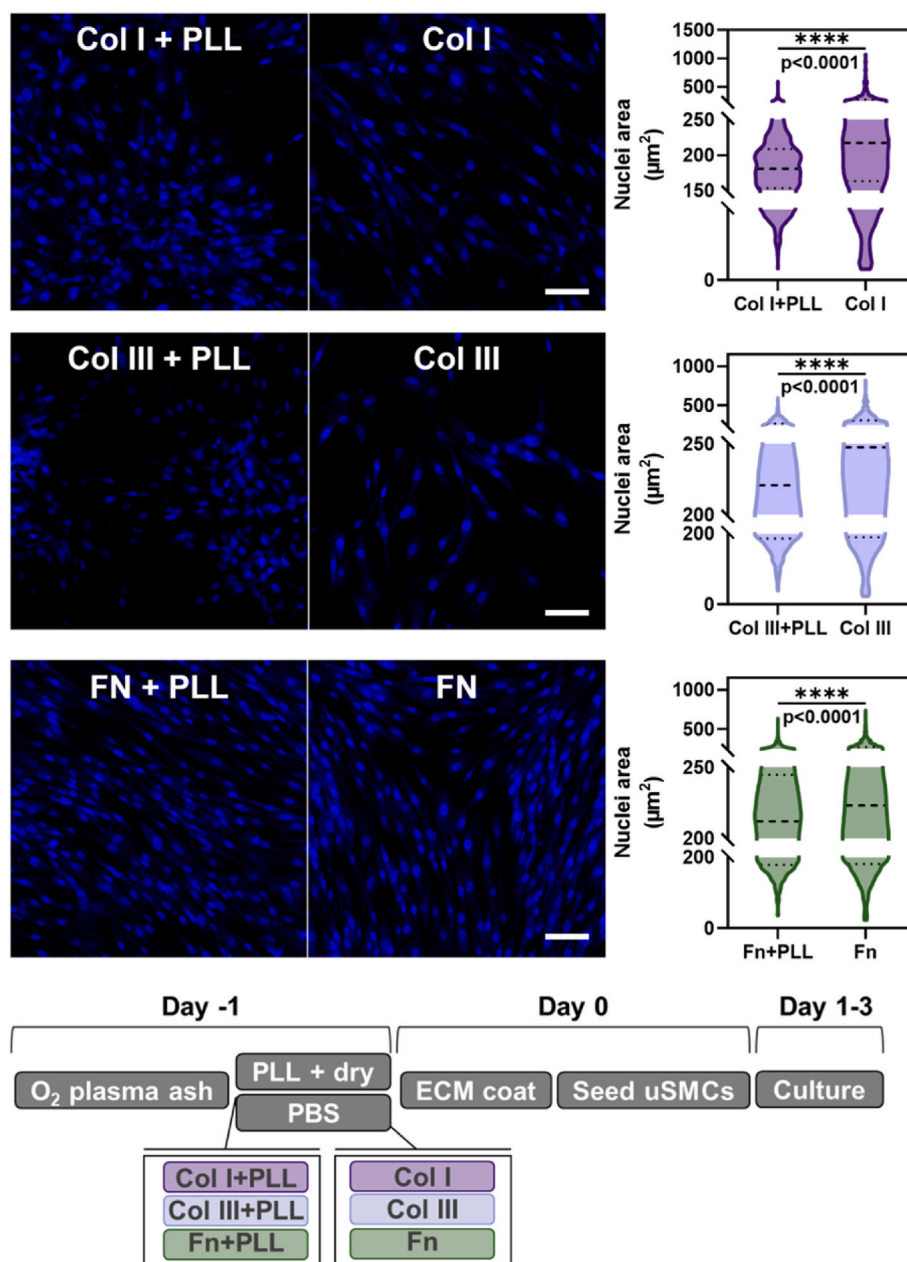 Col I + PLL
Col I
Nuclei area
(µm²)
1500
1000
500
250
200
150
0
****
p<0.0001
Col I+PLL
Col I
Col III + PLL
Col III
Nuclei area
(µm²)
1000
500
250
200
200
0
****
p<0.0001
Col III+PLL
Col III
FN + PLL
FN
Nuclei area
(µm²)
1000
500
250
200
200
0
****
p<0.0001
Fn+PLL
Fn
Day -1
Day 0
Day 1-3
O₂ plasma ash
PLL + dry
PBS
ECM coat
Seed uSMCs
Culture
Col I+PLL
Col III+PLL
Fn+PLL
Col I
Col III
Fn